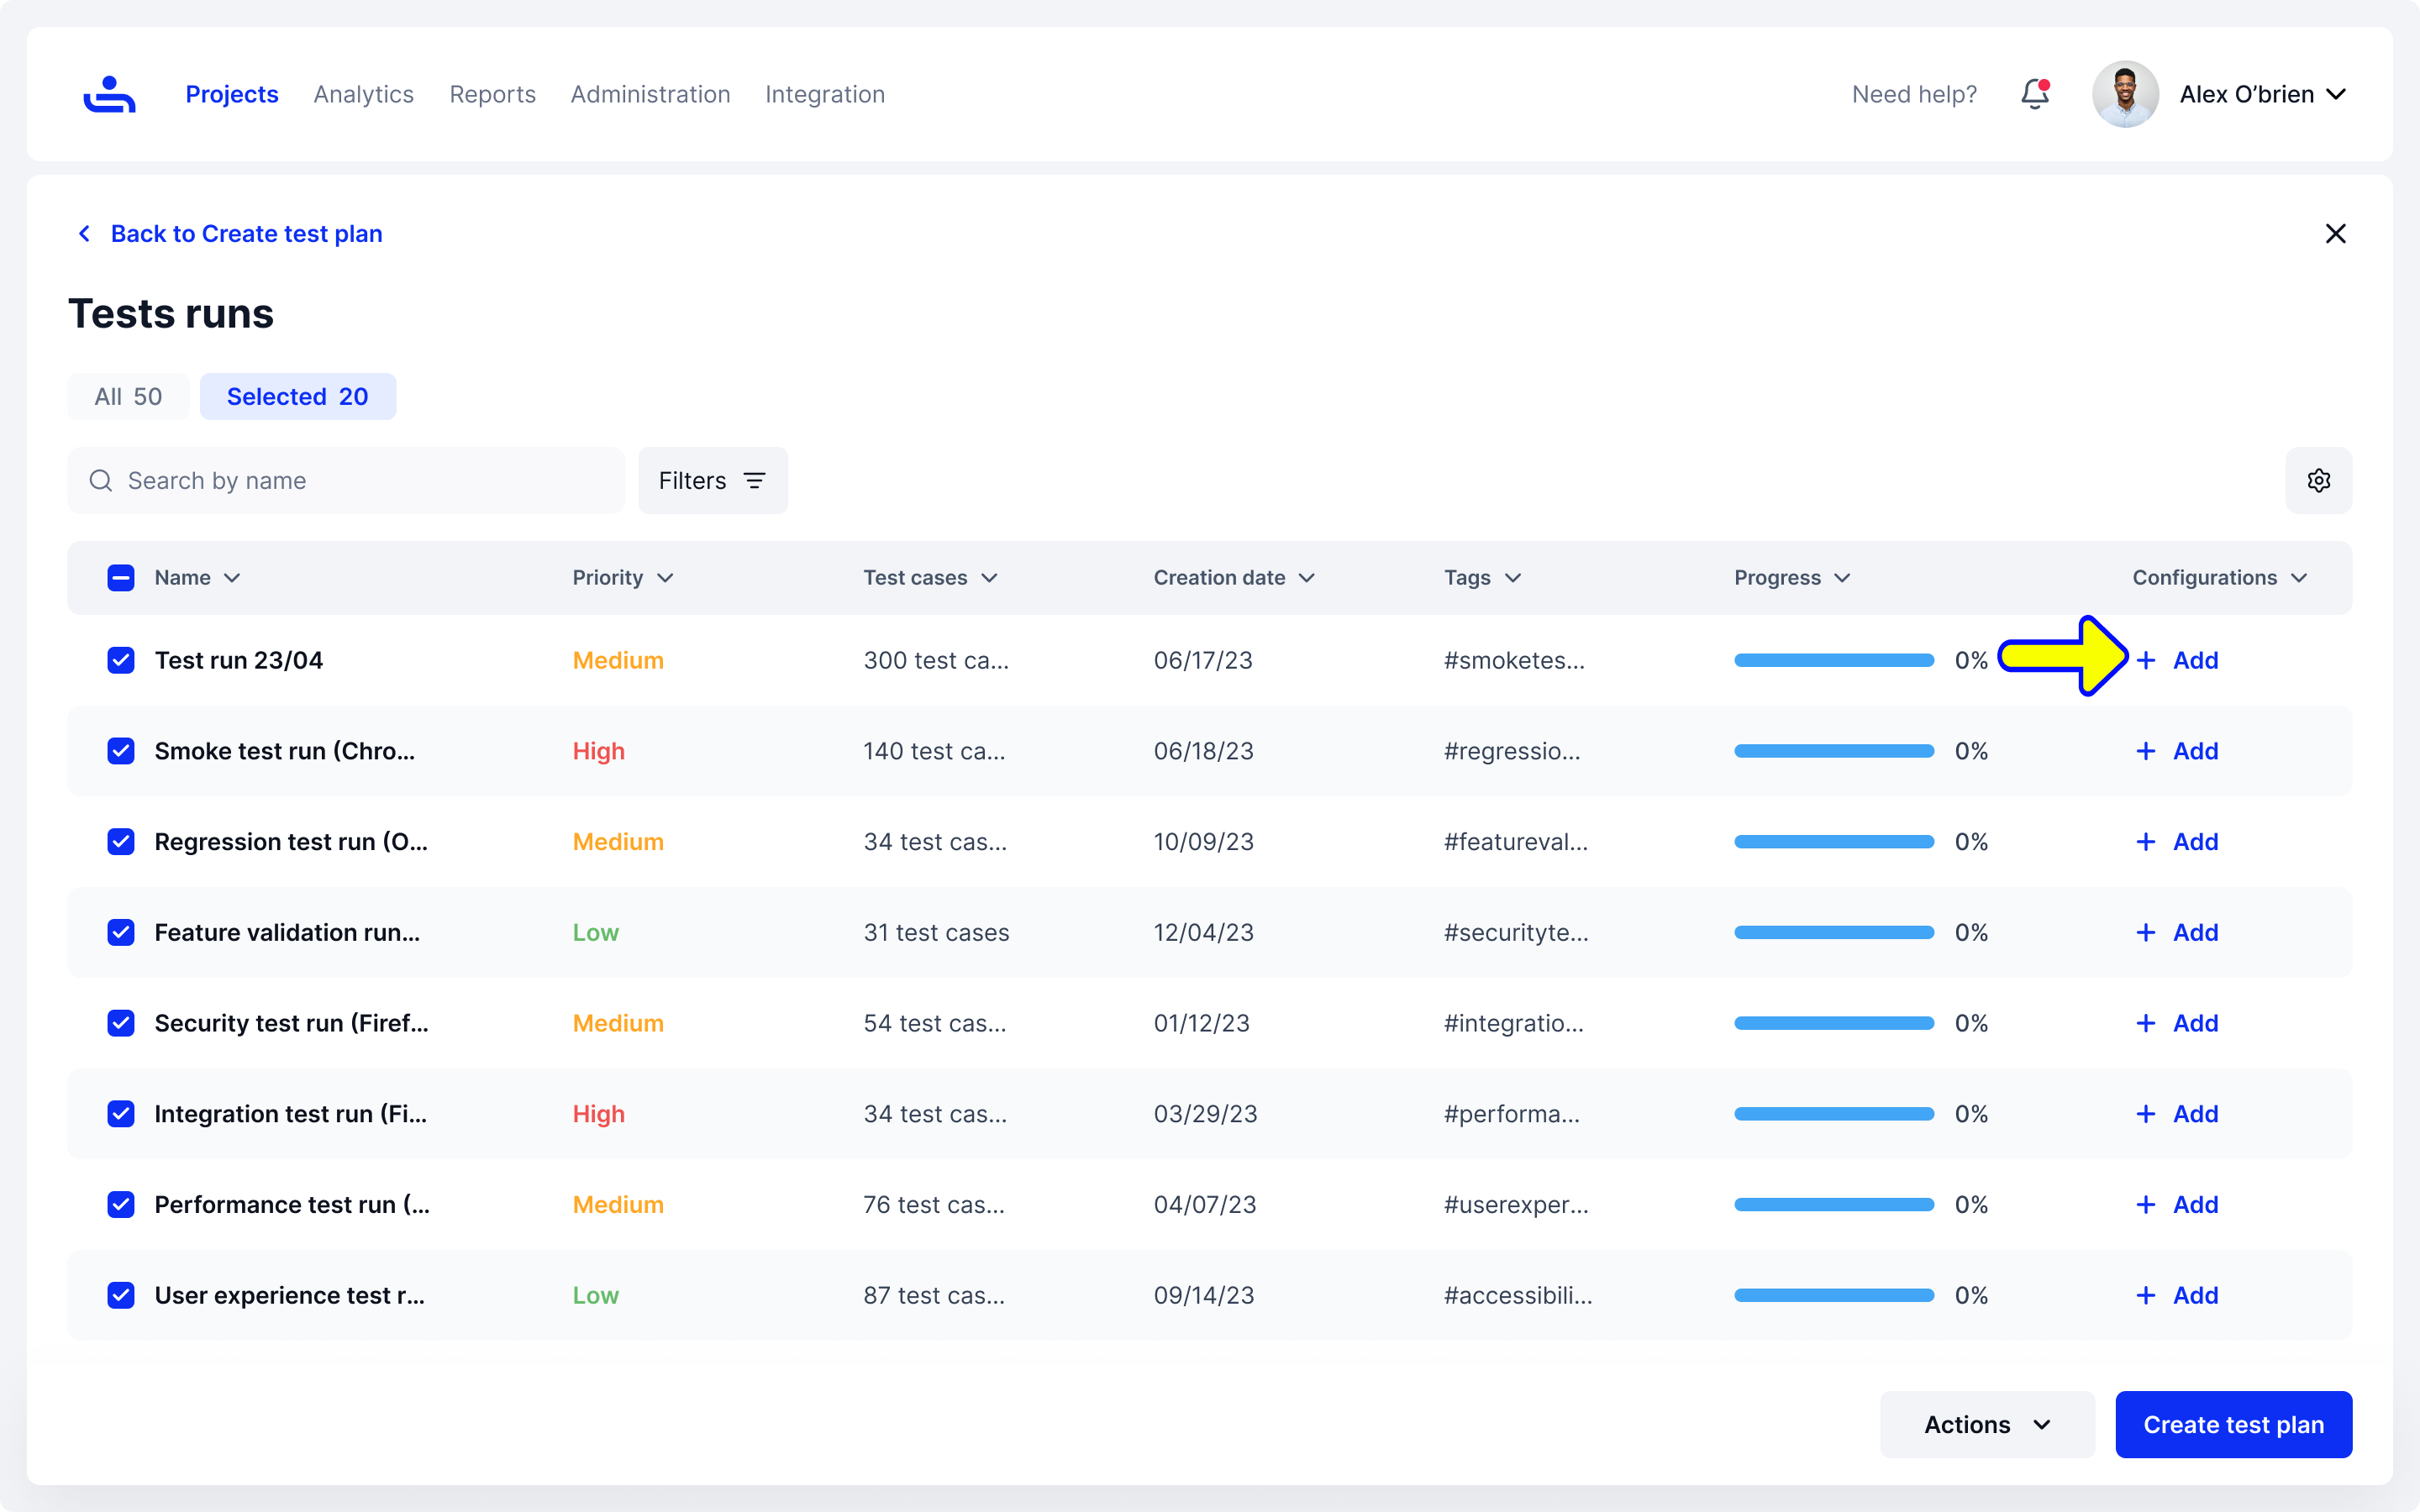 Projects Analytics Reports Administration Integration Need help? Alex O’brien
Back to Create test plan
Tests runs
All 50 Selected 20
Search by name Filters
Name Priority Test cases Creation date Tags Progress Configurations
Test run 23/04 Medium 300 test ca... 06/17/23 #smoketes... 0% + Add
Smoke test run (Chro... High 140 test ca... 06/18/23 #regressio... 0% + Add
Regression test run (O... Medium 34 test cas... 10/09/23 #featureval... 0% + Add
Feature validation run... Low 31 test cases 12/04/23 #securityte... 0% + Add
Security test run (Firef... Medium 54 test cas... 01/12/23 #integratio... 0% + Add
Integration test run (Fi... High 34 test cas... 03/29/23 #performa... 0% + Add
Performance test run (... Medium 76 test cas... 04/07/23 #userexper... 0% + Add
User experience test r... Low 87 test cas... 09/14/23 #accessibili... 0% + Add
Actions Create test plan